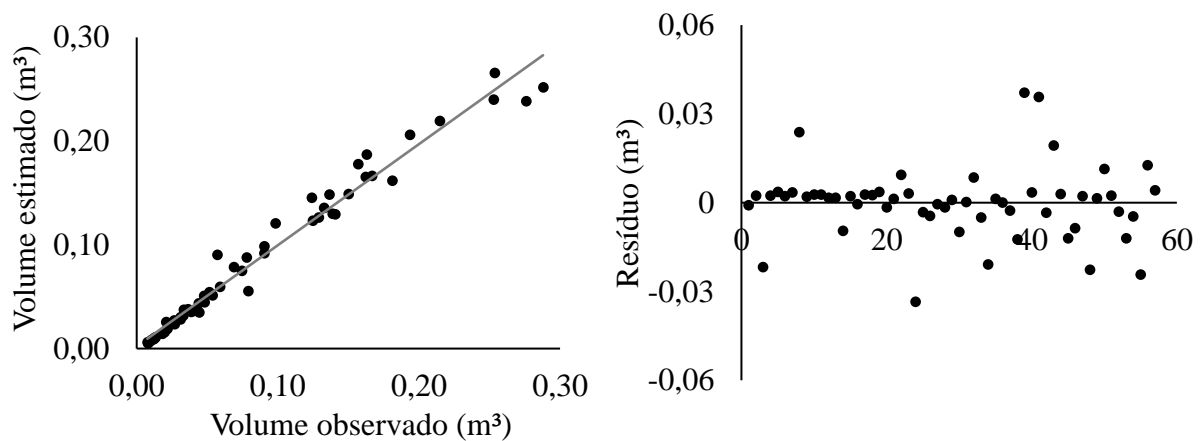 Volume estimado (m³)
0,30
0,20
0,10
0,00
0,00 0,10 0,20 0,30
Volume observado (m³)
Resíduo (m³)
0,06
0,03
0
-0,03
-0,06
0 20 40 60